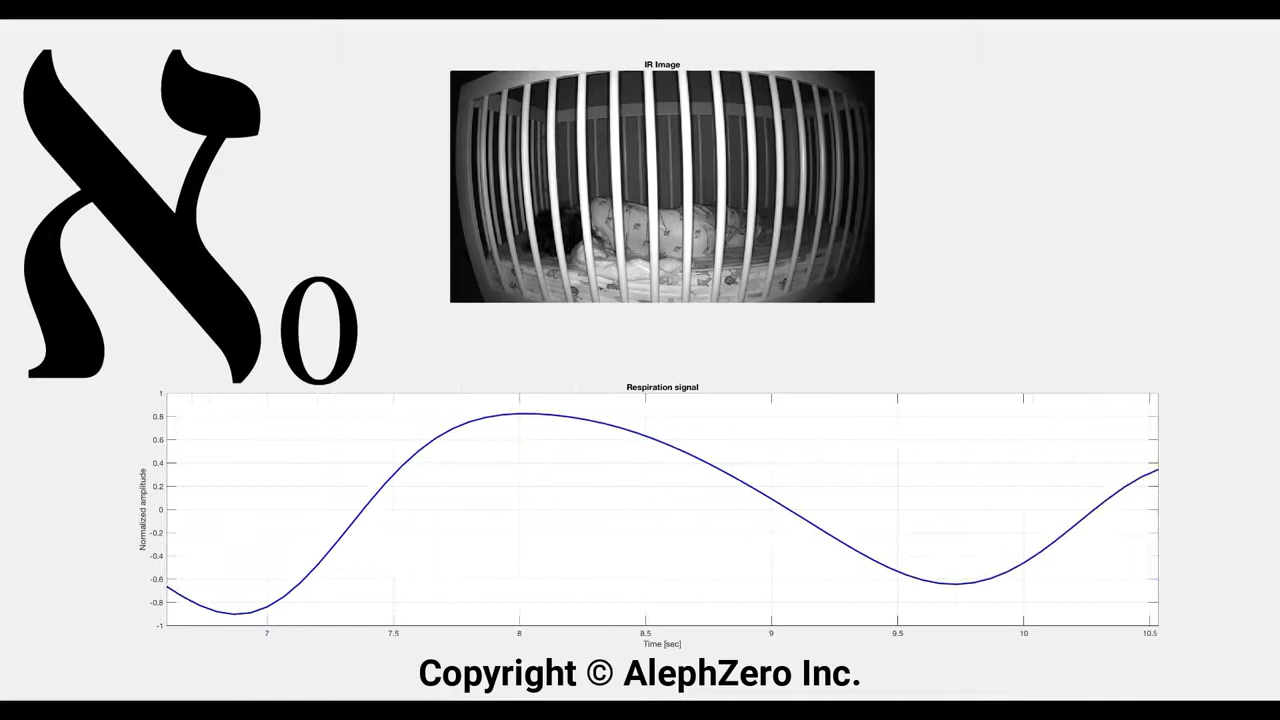 א0
IR Image
Respiration signal
1
0.8
0.6
0.4
0.2
0
-0.2
-0.4
-0.6
-0.8
-1
Normalized amplitude
7 7.5 8 8.5 9 9.5 10 10.5
Time [sec]
Copyright © AlephZero Inc.